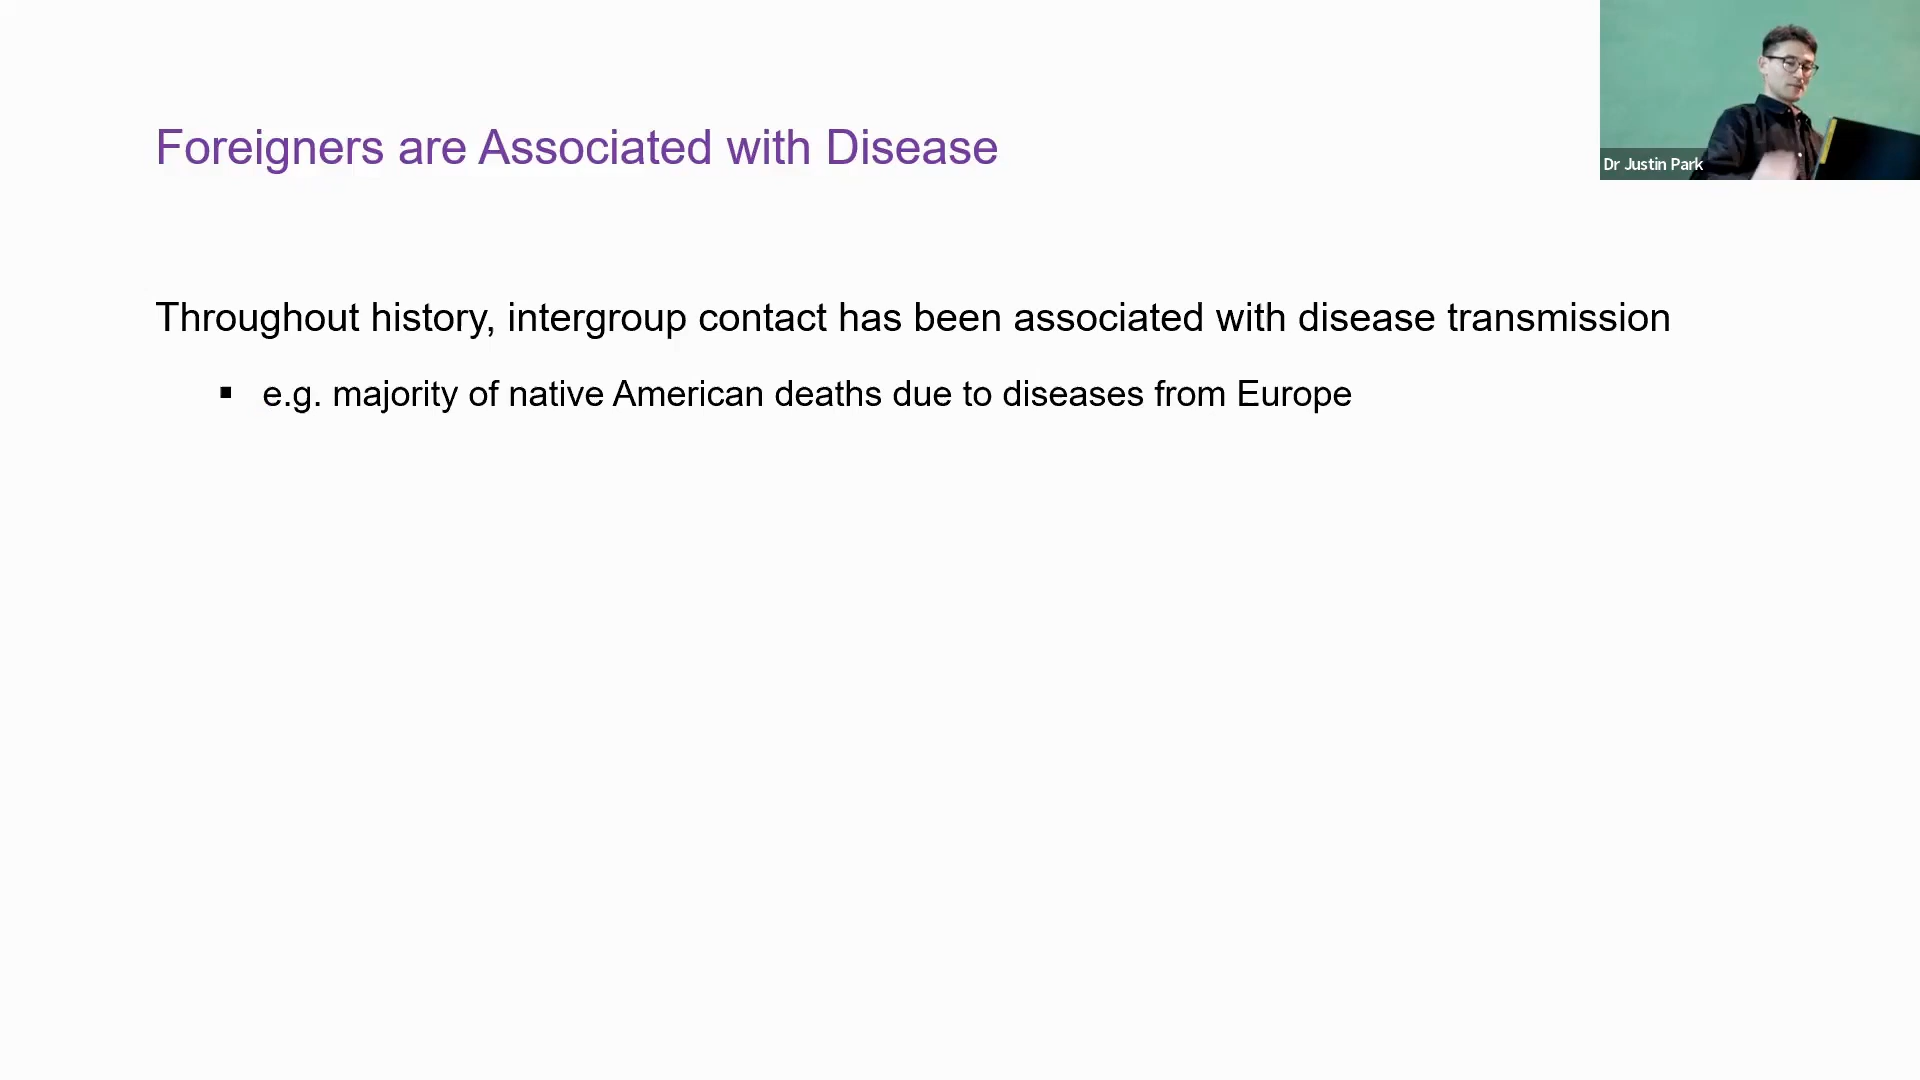 Foreigners are Associated with Disease
Dr Justin Park
Throughout history, intergroup contact has been associated with disease transmission
▪ e.g. majority of native American deaths due to diseases from Europe